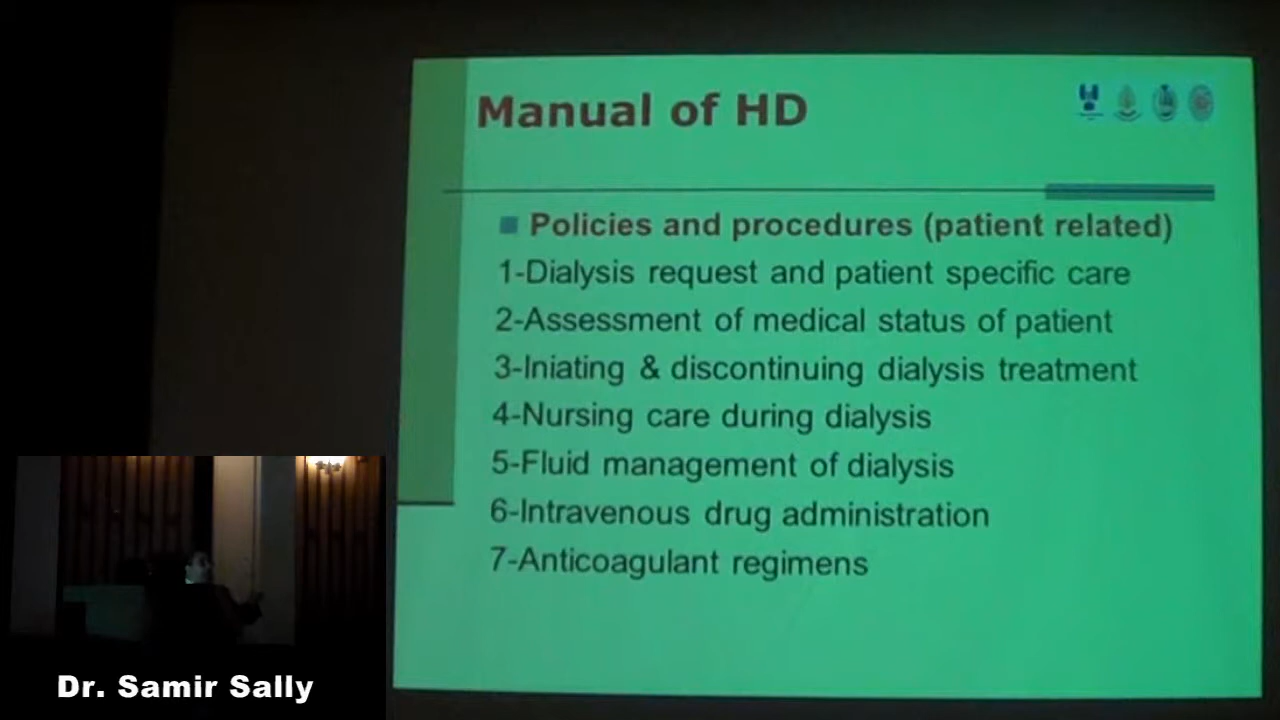 Manual of HD
Policies and procedures (patient related)
1-Dialysis request and patient specific care
2-Assessment of medical status of patient
3-Iniating & discontinuing dialysis treatment
4-Nursing care during dialysis
5-Fluid management of dialysis
6-Intravenous drug administration
7-Anticoagulant regimens
Dr. Samir Sally